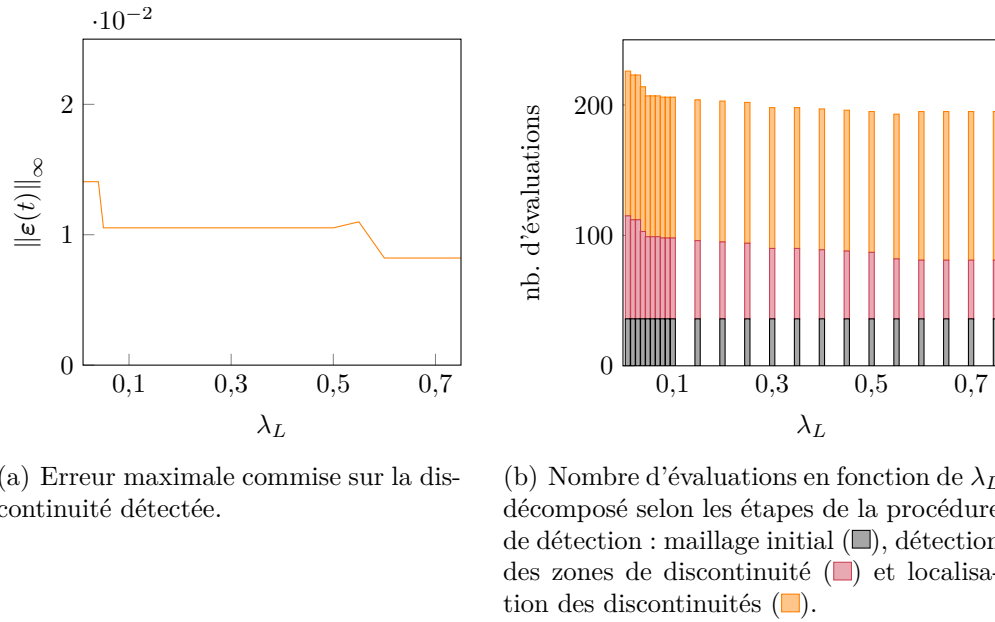 ·10−2
2
1
0
‖ε(t)‖∞
0,1 0,3 0,5 0,7
λL
200
100
0
nb. d'évaluations
0,1 0,3 0,5 0,7
λL
(a) Erreur maximale commise sur la dis-
continuité détectée.
(b) Nombre d'évaluations en fonction de λL
décomposé selon les étapes de la procédure
de détection : maillage initial (), détection
des zones de discontinuité () et localisa-
tion des discontinuités ().